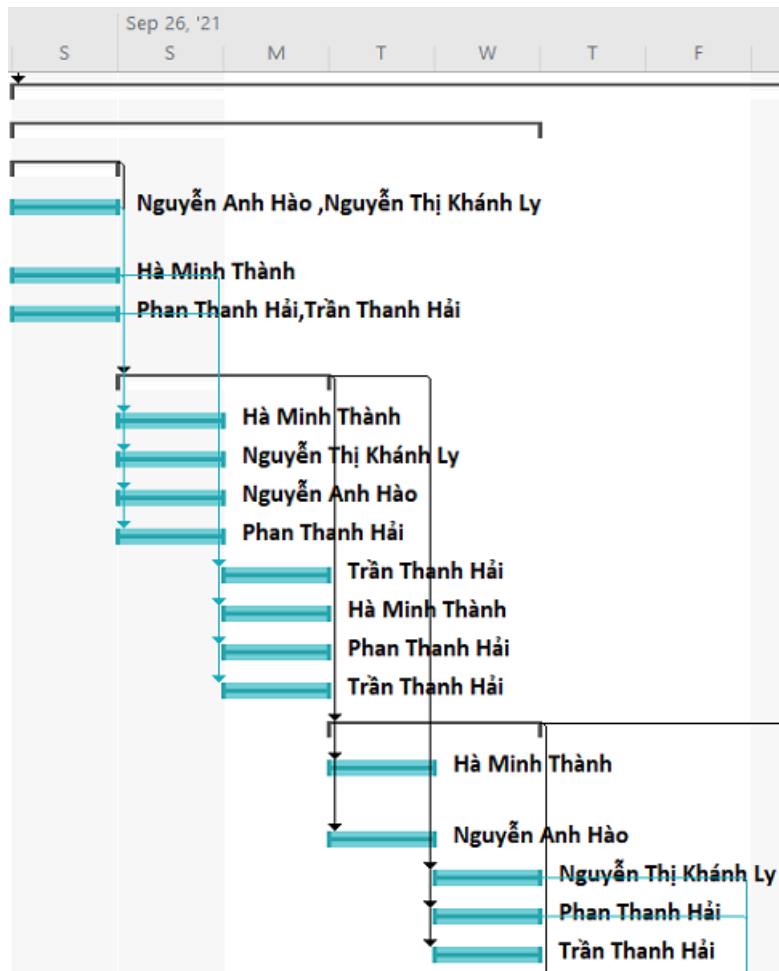 Sep 26, '21
S S M T W T F
Nguyễn Anh Hào ,Nguyễn Thị Khánh Ly
Hà Minh Thành
Phan Thanh Hải,Trần Thanh Hải
Hà Minh Thành
Nguyễn Thị Khánh Ly
Nguyễn Anh Hào
Phan Thanh Hải
Trần Thanh Hải
Hà Minh Thành
Phan Thanh Hải
Trần Thanh Hải
Hà Minh Thành
Nguyễn Anh Hào
Nguyễn Thị Khánh Ly
Phan Thanh Hải
Trần Thanh Hải